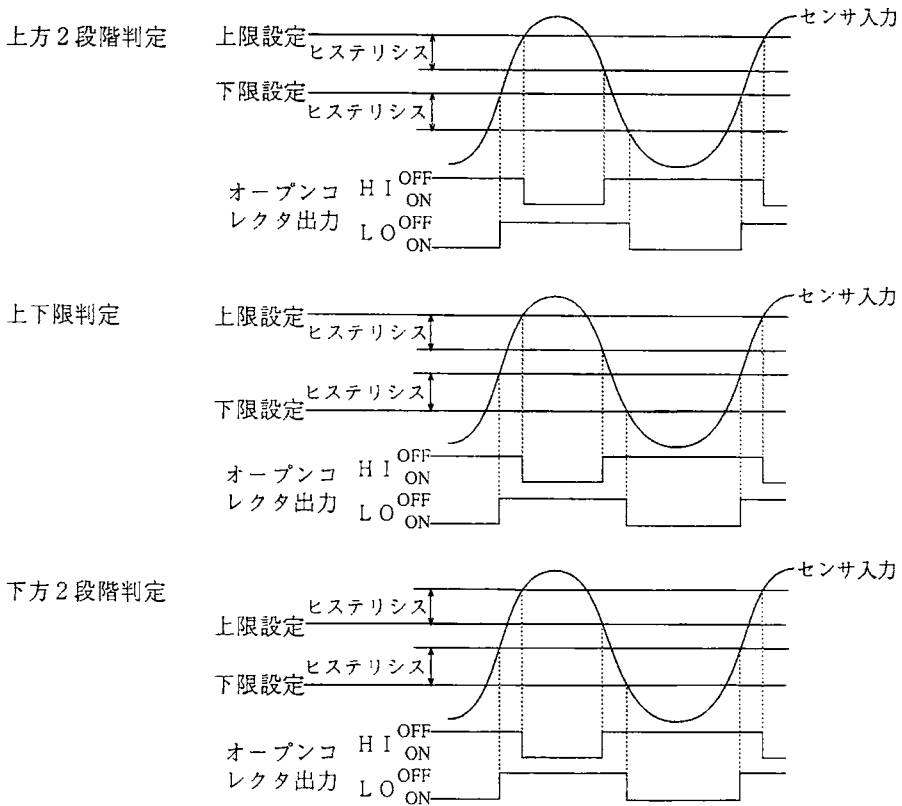 センサ入力
上方２段階判定
上限設定
ヒステリシス
下限設定
ヒステリシス
オープンコ
レクタ出力
ＨＩ OFF
ON
ＬＯ OFF
ON
センサ入力
上下限判定
上限設定
ヒステリシス
ヒステリシス
下限設定
オープンコ
レクタ出力
ＨＩ OFF
ON
ＬＯ OFF
ON
センサ入力
下方２段階判定
ヒステリシス
上限設定
ヒステリシス
下限設定
オープンコ
レクタ出力
ＨＩ OFF
ON
ＬＯ OFF
ON